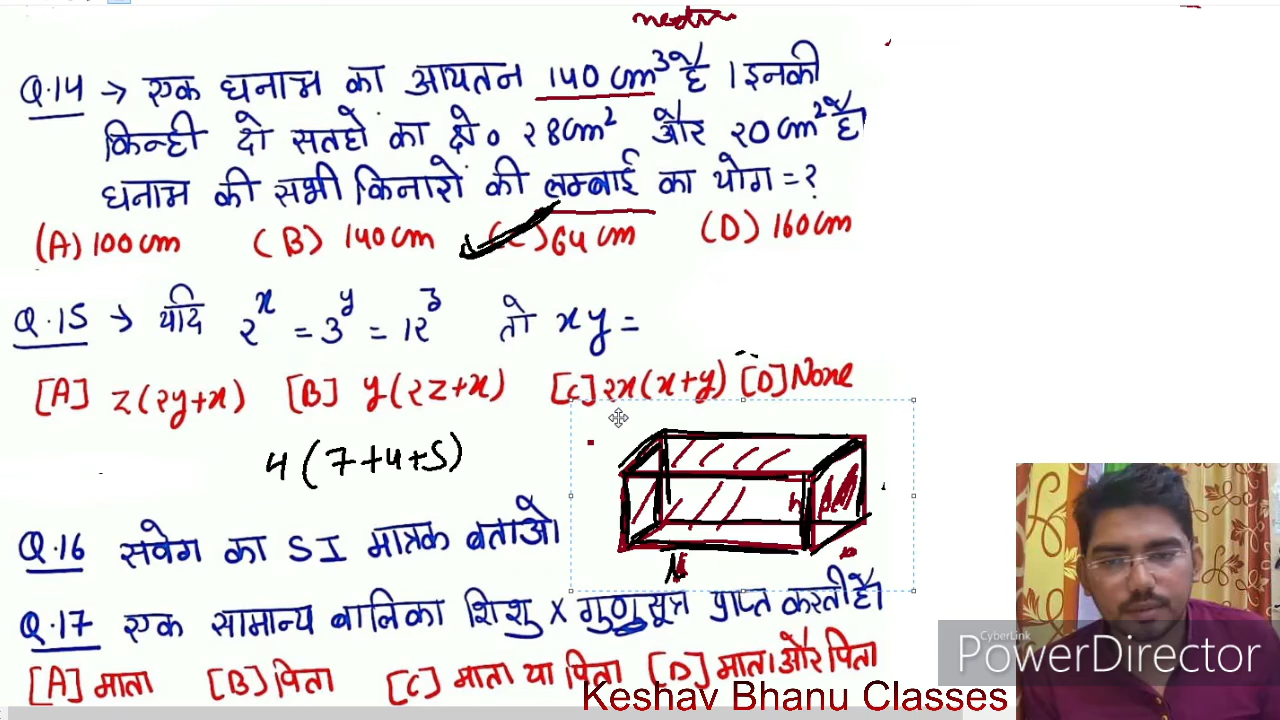 Q.14 → एक घनाभ का आयतन 140 cm³ है । इनकी
किन्ही दो सतहों का क्षे० 28cm² और 20cm² है।
घनाभ की सभी किनारों की लम्बाई का योग = ?
(A) 100 cm (B) 140 cm (C) 64 cm (D) 160 cm
Q.15 → यदि 2^x = 3^y = 12^z तो xy =
[A] z(2y+x) [B] y(2z+x) [C] 2x(x+y) [D] None
4(7+4+5)
h
Q.16 संवेग का SI मात्रक बताओ।
Q.17 एक सामान्य बालिका शिशु X गुणसूत्र प्राप्त करती है।
[A] माता [B] पिता [C] माता या पिता [D] माता और पिता
CyberLink
PowerDirector
Keshav Bhanu Classes